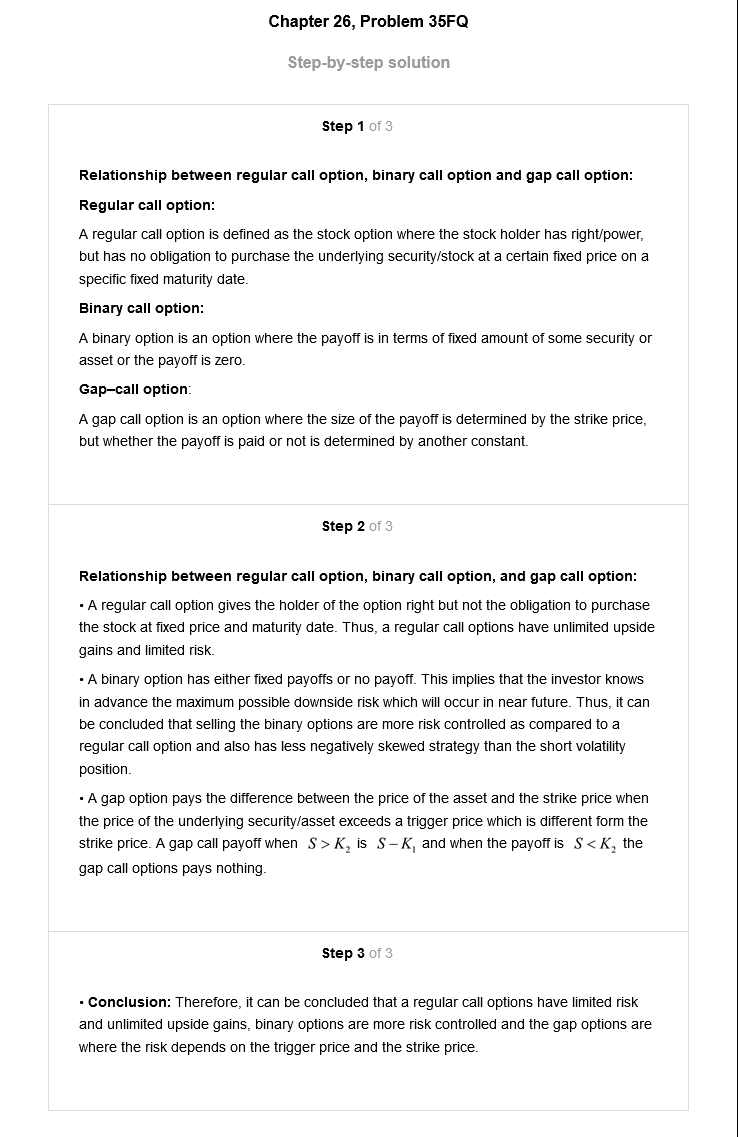 Chapter 26, Problem 35FQ
Step-by-step solution
Step 1 of 3
Relationship between regular call option, binary call option and gap call option:
Regular call option:
A regular call option is defined as the stock option where the stock holder has right/power,
but has no obligation to purchase the underlying security/stock at a certain fixed price on a
specific fixed maturity date.
Binary call option:
A binary option is an option where the payoff is in terms of fixed amount of some security or
asset or the payoff is zero.
Gap–call option:
A gap call option is an option where the size of the payoff is determined by the strike price,
but whether the payoff is paid or not is determined by another constant.
Step 2 of 3
Relationship between regular call option, binary call option, and gap call option:
• A regular call option gives the holder of the option right but not the obligation to purchase
the stock at fixed price and maturity date. Thus, a regular call options have unlimited upside
gains and limited risk.
• A binary option has either fixed payoffs or no payoff. This implies that the investor knows
in advance the maximum possible downside risk which will occur in near future. Thus, it can
be concluded that selling the binary options are more risk controlled as compared to a
regular call option and also has less negatively skewed strategy than the short volatility
position.
• A gap option pays the difference between the price of the asset and the strike price when
the price of the underlying security/asset exceeds a trigger price which is different form the
strike price. A gap call payoff when S > K₂ is S − K₁ and when the payoff is S < K₂ the
gap call options pays nothing.
Step 3 of 3
• Conclusion: Therefore, it can be concluded that a regular call options have limited risk
and unlimited upside gains, binary options are more risk controlled and the gap options are
where the risk depends on the trigger price and the strike price.